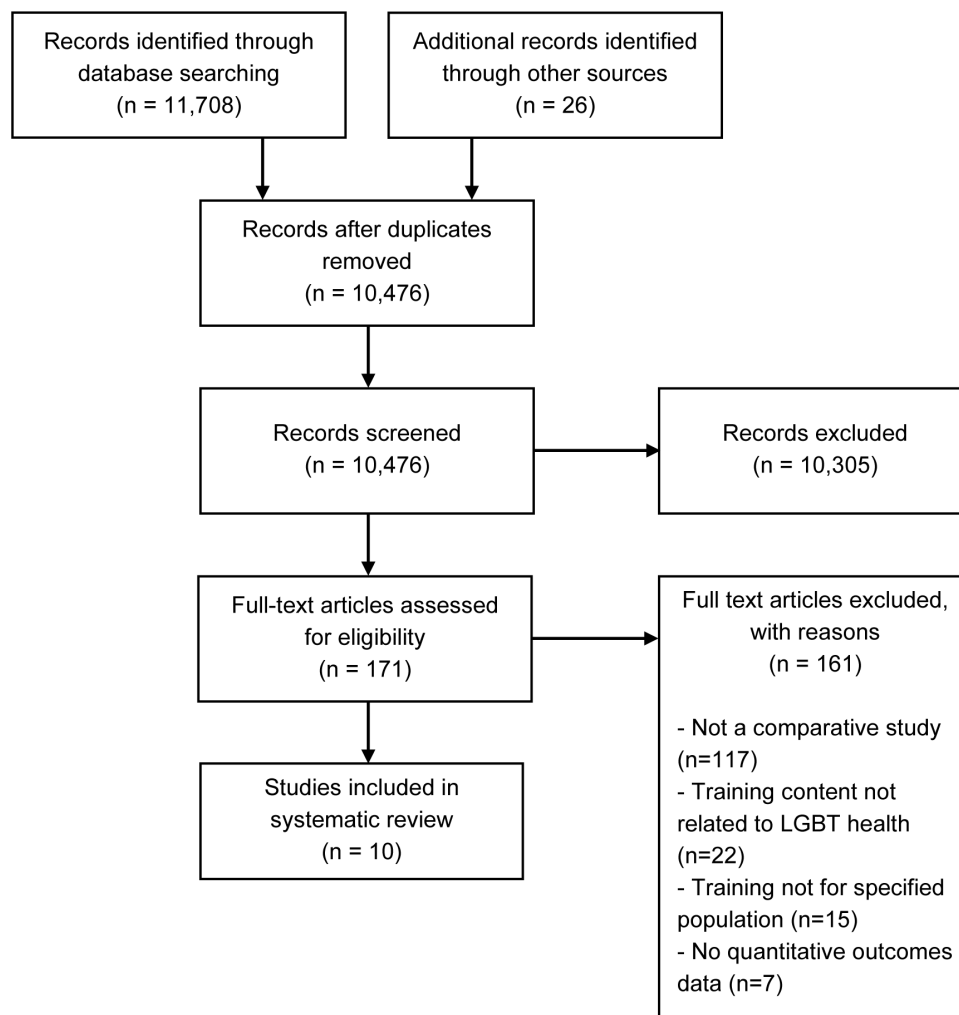 Records identified through
database searching
(n = 11,708)
Additional records identified
through other sources
(n = 26)
Records after duplicates
removed
(n = 10,476)
Records screened
(n = 10,476)
Records excluded
(n = 10,305)
Full-text articles assessed
for eligibility
(n = 171)
Full text articles excluded,
with reasons
(n = 161)
- Not a comparative study
(n=117)
- Training content not
related to LGBT health
(n=22)
- Training not for specified
population (n=15)
- No quantitative outcomes
data (n=7)
Studies included in
systematic review
(n = 10)